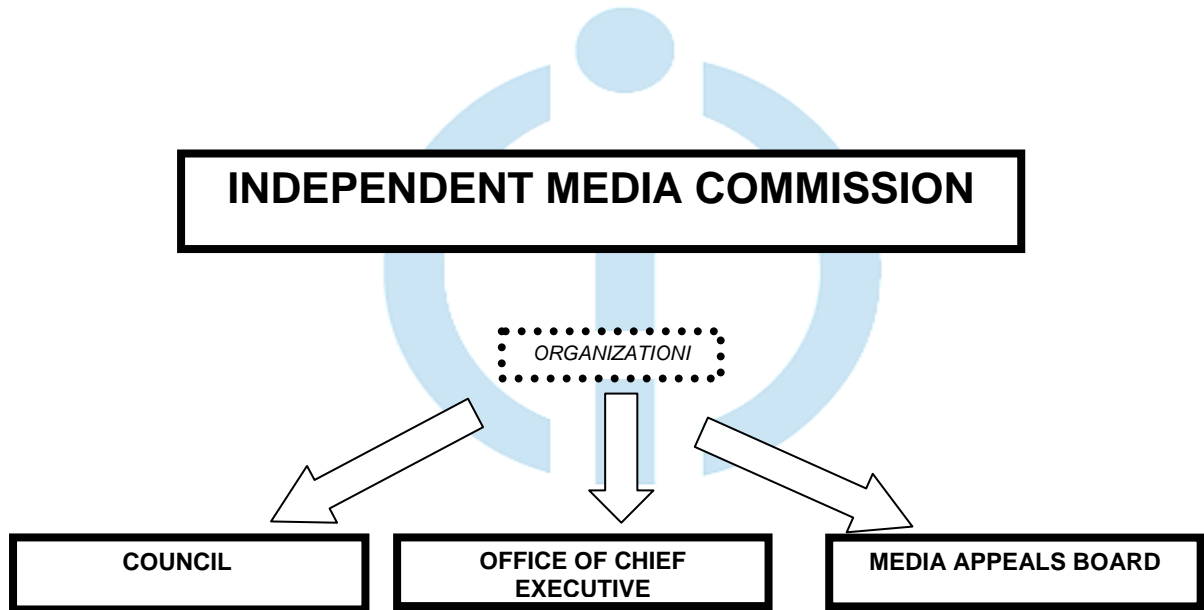 INDEPENDENT MEDIA COMMISSION
ORGANIZATIONI
COUNCIL
OFFICE OF CHIEF
EXECUTIVE
MEDIA APPEALS BOARD